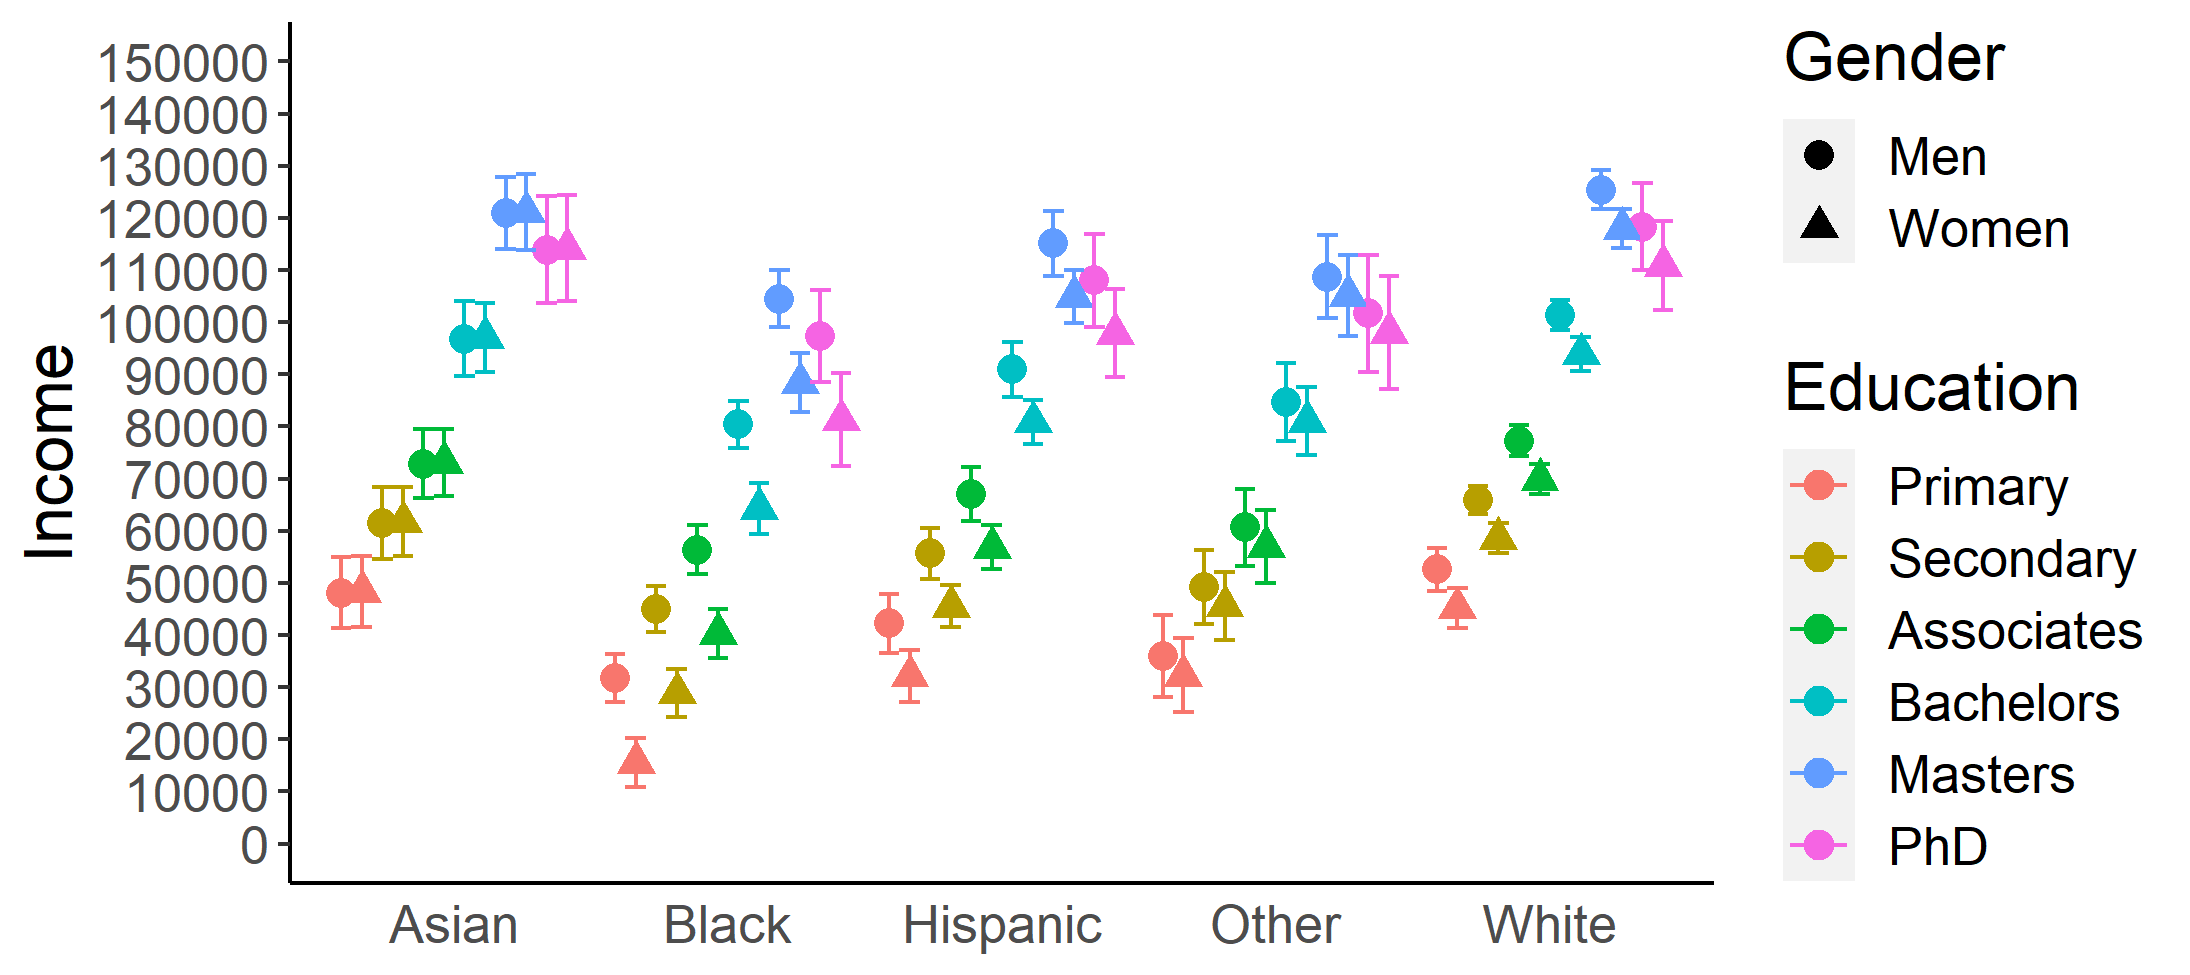 Income
150000
140000
130000
120000
110000
100000
90000
80000
70000
60000
50000
40000
30000
20000
10000
0
Asian Black Hispanic Other White
Gender
Men
Women
Education
Primary
Secondary
Associates
Bachelors
Masters
PhD